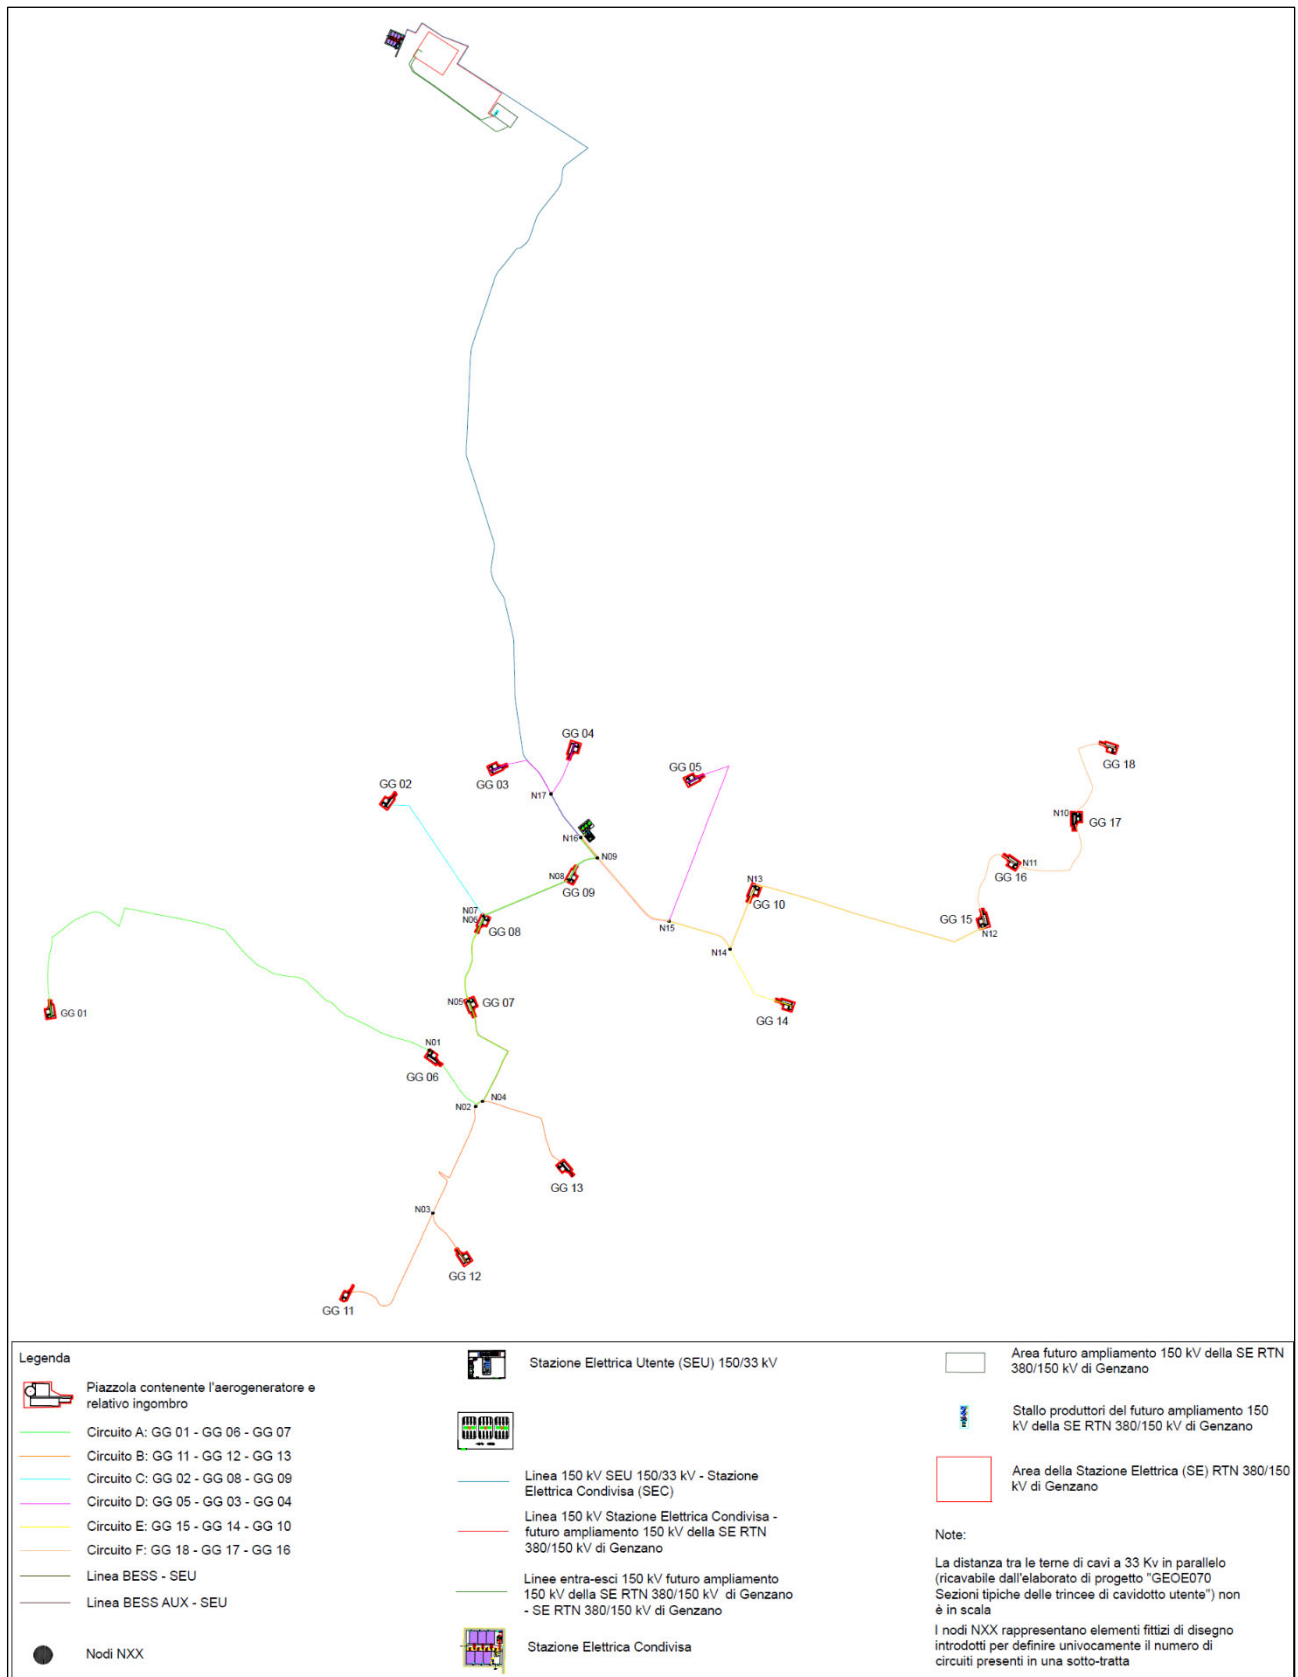 GG 04
GG 03
GG 05
GG 18
GG 02
N17
N10
GG 17
N16
N09
N11
GG 16
N08
GG 09
N13
GG 10
N07
N06
GG 08
GG 15
N12
N15
N14
GG 01
N05
GG 07
GG 14
N01
GG 06
N02
N04
GG 13
N03
GG 12
GG 11
Legenda
Piazzola contenente l'aerogeneratore e
relativo ingombro
Circuito A: GG 01 - GG 06 - GG 07
Circuito B: GG 11 - GG 12 - GG 13
Circuito C: GG 02 - GG 08 - GG 09
Circuito D: GG 05 - GG 03 - GG 04
Circuito E: GG 15 - GG 14 - GG 10
Circuito F: GG 18 - GG 17 - GG 16
Linea BESS - SEU
Linea BESS AUX - SEU
Nodi NXX
Stazione Elettrica Utente (SEU) 150/33 kV
Linea 150 kV SEU 150/33 kV - Stazione
Elettrica Condivisa (SEC)
Linea 150 kV Stazione Elettrica Condivisa -
futuro ampliamento 150 kV della SE RTN
380/150 kV di Genzano
Linee entra-esci 150 kV futuro ampliamento
150 kV della SE RTN 380/150 kV di Genzano
- SE RTN 380/150 kV di Genzano
Stazione Elettrica Condivisa
Area futuro ampliamento 150 kV della SE RTN
380/150 kV di Genzano
Stallo produttori del futuro ampliamento 150
kV della SE RTN 380/150 kV di Genzano
Area della Stazione Elettrica (SE) RTN 380/150
kV di Genzano
Note:
La distanza tra le terne di cavi a 33 Kv in parallelo
(ricavabile dall'elaborato di progetto "GEOE070
Sezioni tipiche delle trincee di cavidotto utente") non
è in scala
I nodi NXX rappresentano elementi fittizi di disegno
introdotti per definire univocamente il numero di
circuiti presenti in una sotto-tratta